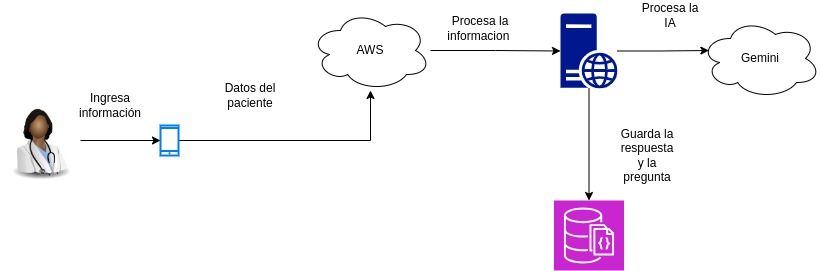 Ingresa
información
Datos del
paciente
AWS
Procesa la
informacion
Procesa la
IA
Gemini
Guarda la
respuesta
y la
pregunta